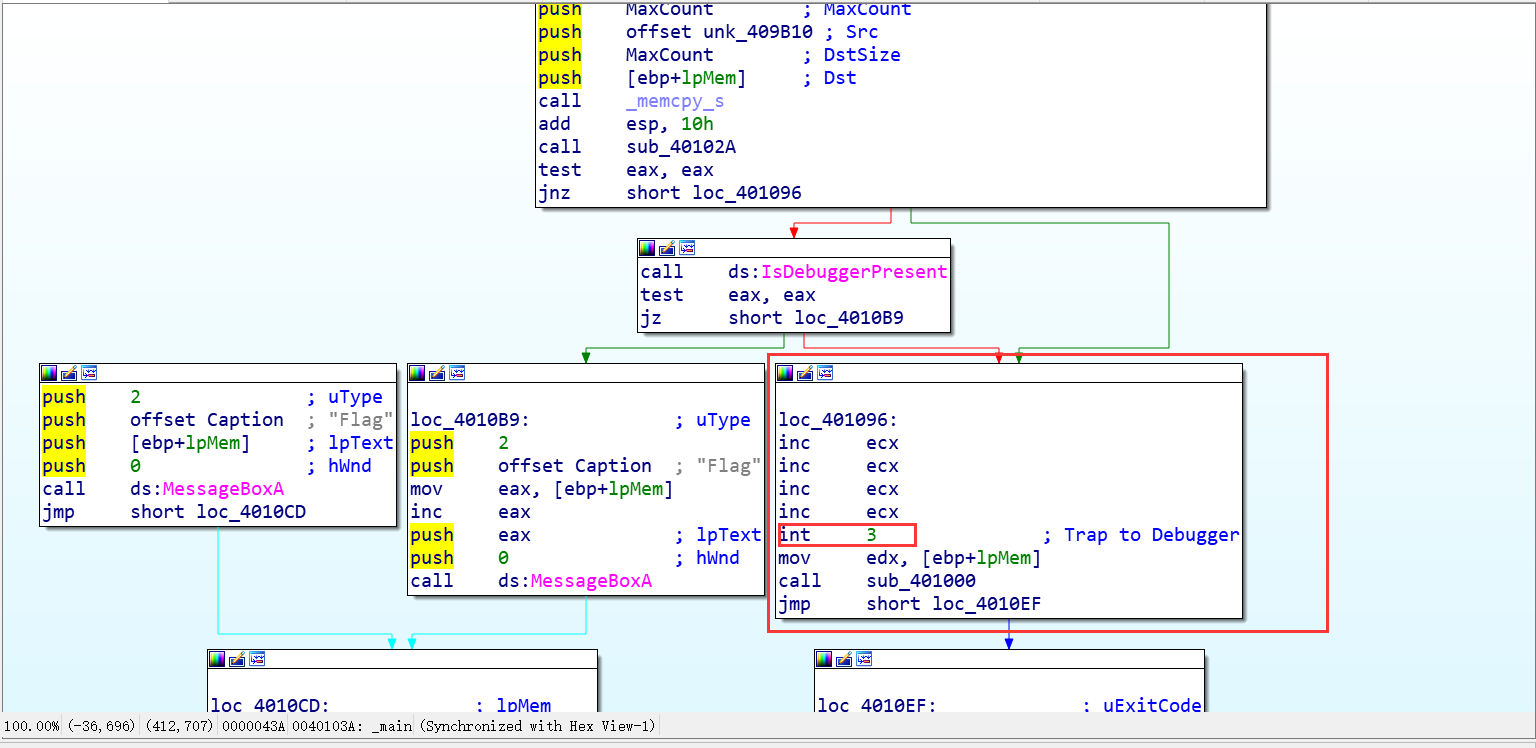 push    MaxCount        ; MaxCount
push    offset unk_409B10 ; Src
push    MaxCount        ; DstSize
push    [ebp+lpMem]     ; Dst
call    _memcpy_s
add     esp, 10h
call    sub_40102A
test    eax, eax
jnz     short loc_401096
call    ds:IsDebuggerPresent
test    eax, eax
jz      short loc_4010B9
push    2               ; uType
push    offset Caption  ; "Flag"
push    [ebp+lpMem]     ; lpText
push    0               ; hWnd
call    ds:MessageBoxA
jmp     short loc_4010CD
loc_4010B9:             ; uType
push    2
push    offset Caption  ; "Flag"
mov     eax, [ebp+lpMem]
inc     eax
push    eax             ; lpText
push    0               ; hWnd
call    ds:MessageBoxA
loc_401096:
inc     ecx
inc     ecx
inc     ecx
inc     ecx
int     3               ; Trap to Debugger
mov     edx, [ebp+lpMem]
call    sub_401000
jmp     short loc_4010EF
loc_4010CD:             ; lpMem
loc_4010EF:             ; uExitCode
100.00% (-36,696) (412,707) 0000043A 0040103A: _main (Synchronized with Hex View-1)